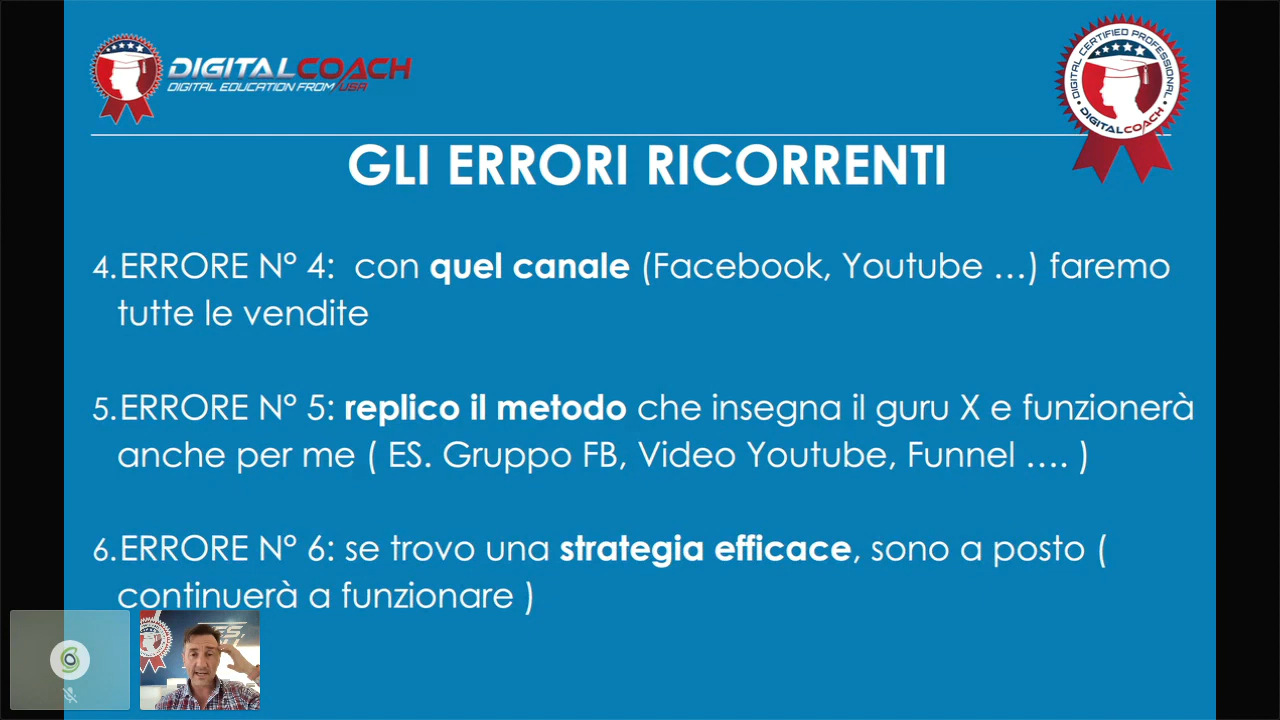 DIGITALCOACH
DIGITAL EDUCATION FROM USA
DIGITAL CERTIFIED PROFESSIONAL
DIGITALCOACH
GLI ERRORI RICORRENTI
4.ERRORE N° 4:  con quel canale (Facebook, Youtube …) faremo
tutte le vendite
5.ERRORE N° 5: replico il metodo che insegna il guru X e funzionerà
anche per me ( ES. Gruppo FB, Video Youtube, Funnel …. )
6.ERRORE N° 6: se trovo una strategia efficace, sono a posto (
continuerà a funzionare )